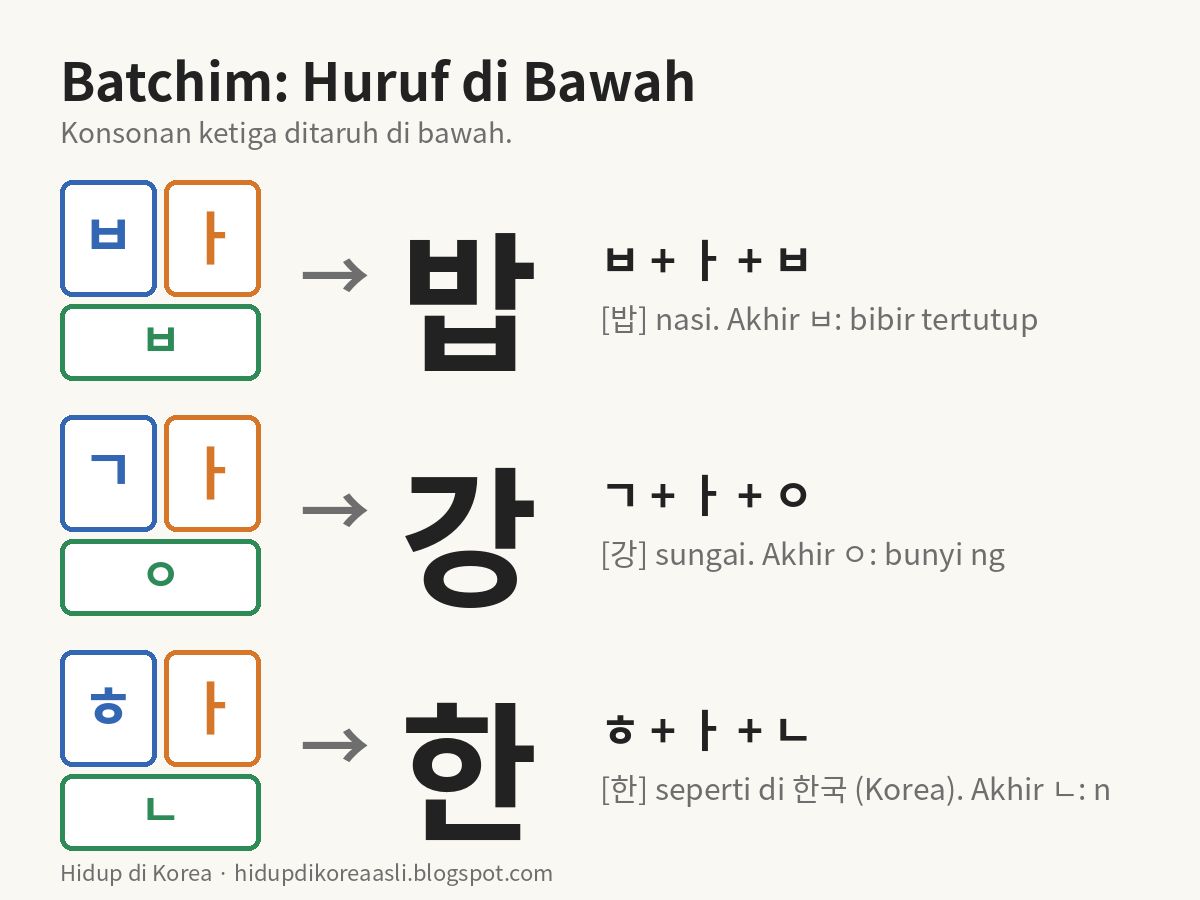 Batchim: Huruf di Bawah
Konsonan ketiga ditaruh di bawah.
ㅂ ㅏ
ㅂ
→ 밥
ㅂ + ㅏ + ㅂ
[밥] nasi. Akhir ㅂ: bibir tertutup
ㄱ ㅏ
ㅇ
→ 강
ㄱ + ㅏ + ㅇ
[강] sungai. Akhir ㅇ: bunyi ng
ㅎ ㅏ
ㄴ
→ 한
ㅎ + ㅏ + ㄴ
[한] seperti di 한국 (Korea). Akhir ㄴ: n
Hidup di Korea · hidupdikoreaasli.blogspot.com